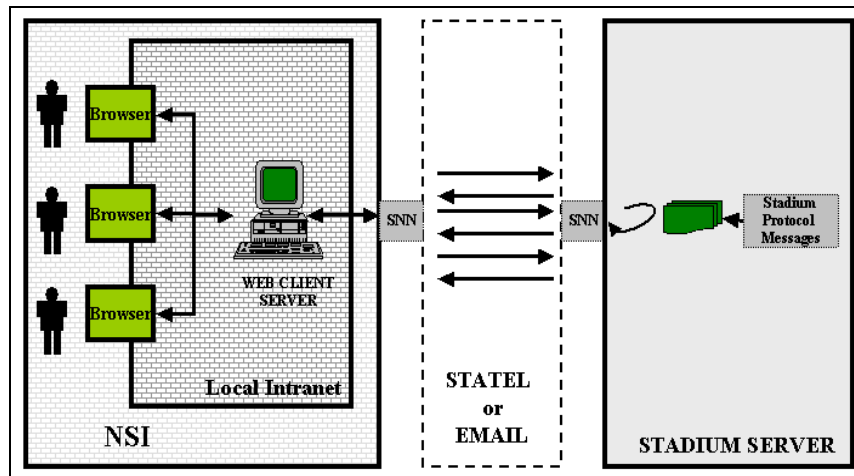 Browser
Browser
Browser
WEB CLIENT
SERVER
Local Intranet
NSI
SNN
STATEL
or
EMAIL
SNN
Stadium
Protocol
Messages
STADIUM SERVER